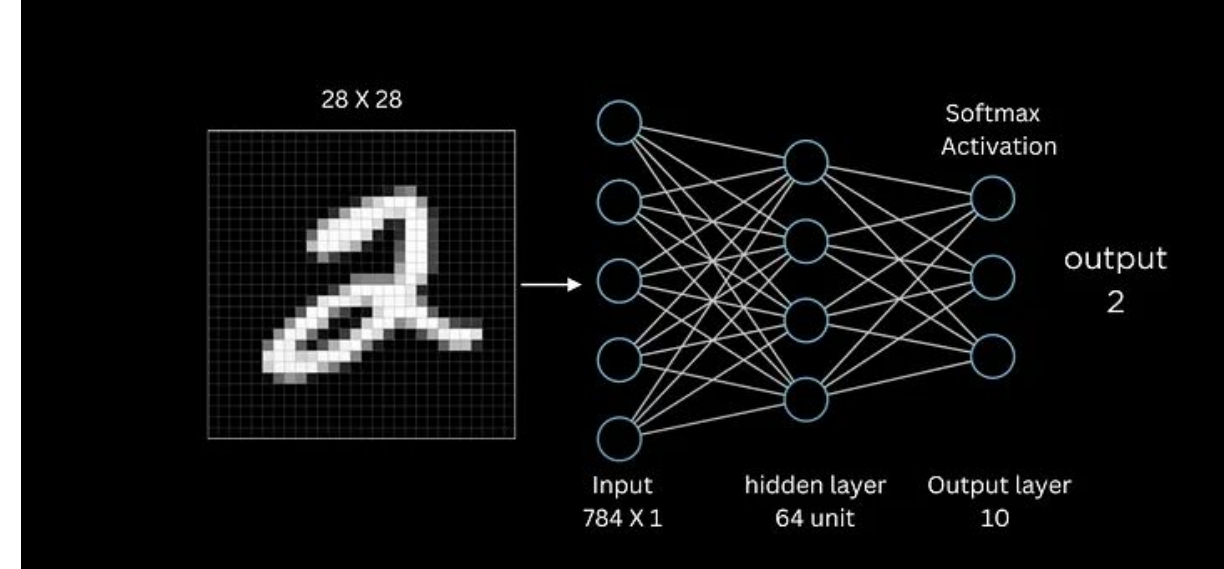 28 X 28
Softmax
Activation
output
2
Input
784 X 1
hidden layer
64 unit
Output layer
10